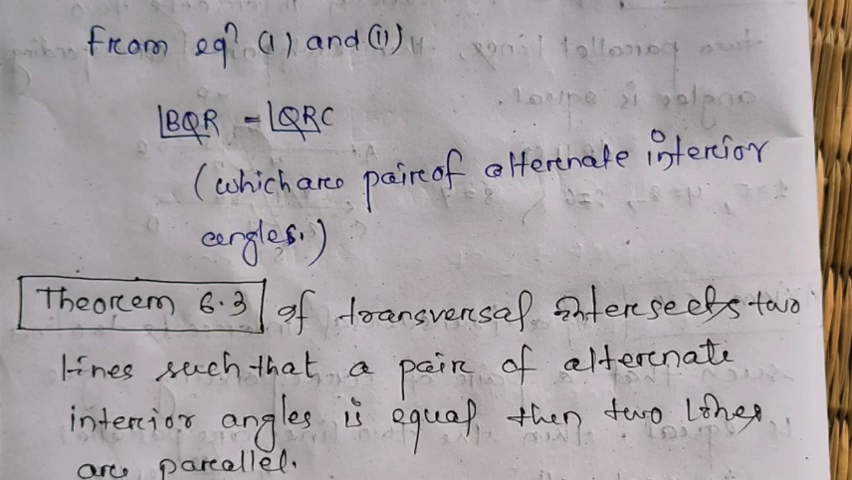 from eqn (i) and (ii)
∠BQR = ∠QRC
(which are pair of alternate interior
angles.)
Theorem 6.3 If transversal intersects two
lines such that a pair of alternate
interior angles is equal then two lines
are parallel.